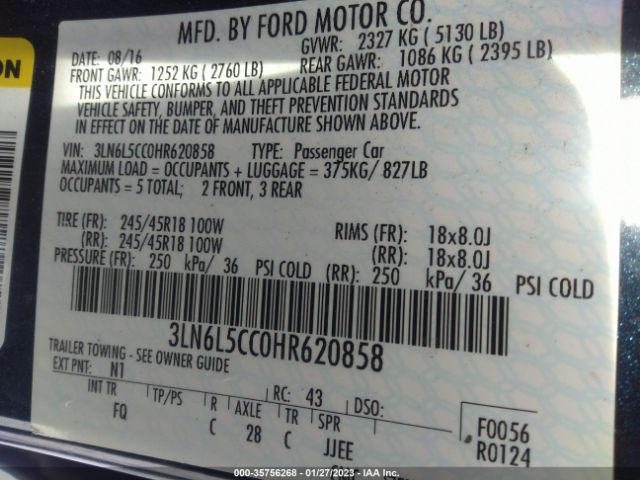 ON
MFD. BY FORD MOTOR CO.
DATE: 08/16 GVWR: 2327 KG ( 5130 LB)
FRONT GAWR: 1252 KG ( 2760 LB) REAR GAWR: 1086 KG ( 2395 LB)
THIS VEHICLE CONFORMS TO ALL APPLICABLE FEDERAL MOTOR
VEHICLE SAFETY, BUMPER, AND THEFT PREVENTION STANDARDS
IN EFFECT ON THE DATE OF MANUFACTURE SHOWN ABOVE.
VIN: 3LN6L5CC0HR620858 TYPE: Passenger Car
MAXIMUM LOAD = OCCUPANTS + LUGGAGE = 375KG/ 827LB
OCCUPANTS = 5 TOTAL; 2 FRONT, 3 REAR
TIRE (FR): 245/45R18 100W RIMS (FR): 18x8.0J
(RR): 245/45R18 100W (RR): 18x8.0J
PRESSURE (FR): 250 kPa/ 36 PSI COLD (RR): 250 kPa/ 36 PSI COLD
3LN6L5CC0HR620858
TRAILER TOWING - SEE OWNER GUIDE
EXT PNT: N1 RC: 43 DSO:
INT TR TP/PS R AXLE TR SPR F0056
FQ C 28 C JJEE R0124
000-35756268 - 01/27/2023 - IAA Inc.